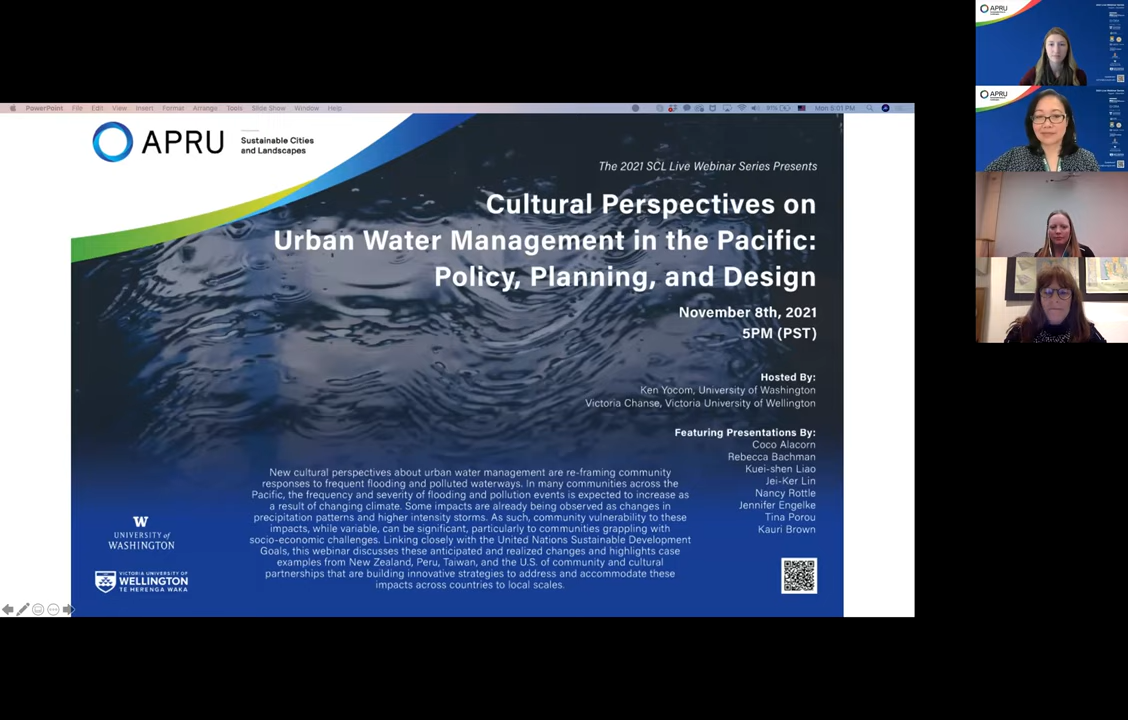 PowerPoint File Edit View Insert Format Arrange Tools Slide Show Window Help
Mon 5:01 PM
APRU
Sustainable Cities
and Landscapes
The 2021 SCL Live Webinar Series Presents
Cultural Perspectives on
Urban Water Management in the Pacific:
Policy, Planning, and Design
November 8th, 2021
5PM (PST)
Hosted By:
Ken Yocom, University of Washington
Victoria Chanse, Victoria University of Wellington
Featuring Presentations By:
Coco Alacorn
Rebecca Bachman
Kuei-shen Liao
Jei-Ker Lin
Nancy Rottle
Jennifer Engelke
Tina Porou
Kauri Brown
New cultural perspectives about urban water management are re-framing community
responses to frequent flooding and polluted waterways. In many communities across the
Pacific, the frequency and severity of flooding and pollution events is expected to increase as
a result of changing climate. Some impacts are already being observed as changes in
precipitation patterns and higher intensity storms. As such, community vulnerability to these
impacts, while variable, can be significant, particularly to communities grappling with
socio-economic challenges. Linking closely with the United Nations Sustainable Development
Goals, this webinar discusses these anticipated and realized changes and highlights case
examples from New Zealand, Peru, Taiwan, and the U.S. of community and cultural
partnerships that are building innovative strategies to address and accommodate these
impacts across countries to local scales.
W
UNIVERSITY of
WASHINGTON
VICTORIA UNIVERSITY OF
WELLINGTON
TE HERENGA WAKA
APRU
APRU